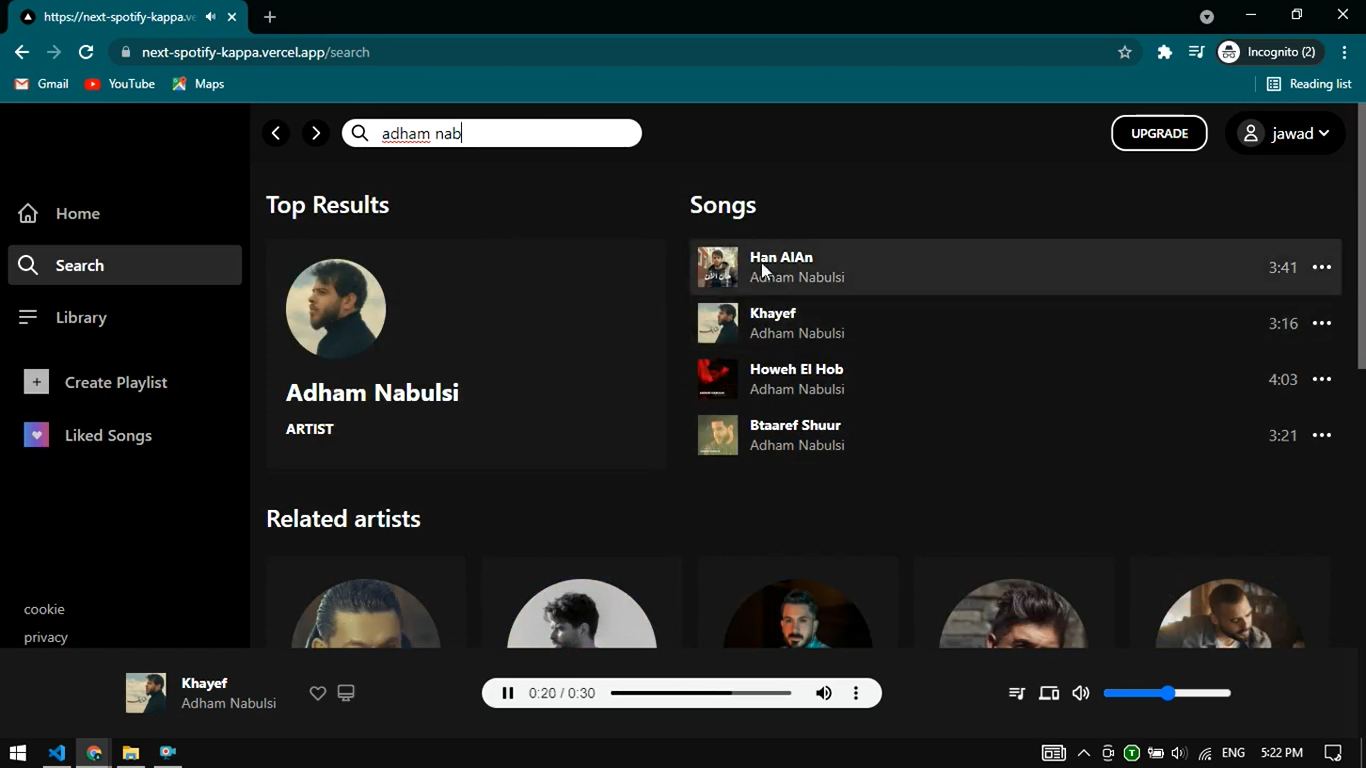 https://next-spotify-kappa.ve
next-spotify-kappa.vercel.app/search
Incognito (2)
Gmail
YouTube
Maps
Reading list
adham nab
UPGRADE
jawad
Home
Search
Library
Create Playlist
Liked Songs
cookie
privacy
Top Results
Adham Nabulsi
ARTIST
Songs
Han AlAn
Adham Nabulsi
3:41
Khayef
Adham Nabulsi
3:16
Howeh El Hob
Adham Nabulsi
4:03
Btaaref Shuur
Adham Nabulsi
3:21
Related artists
Khayef
Adham Nabulsi
0:20 / 0:30
ENG
5:22 PM